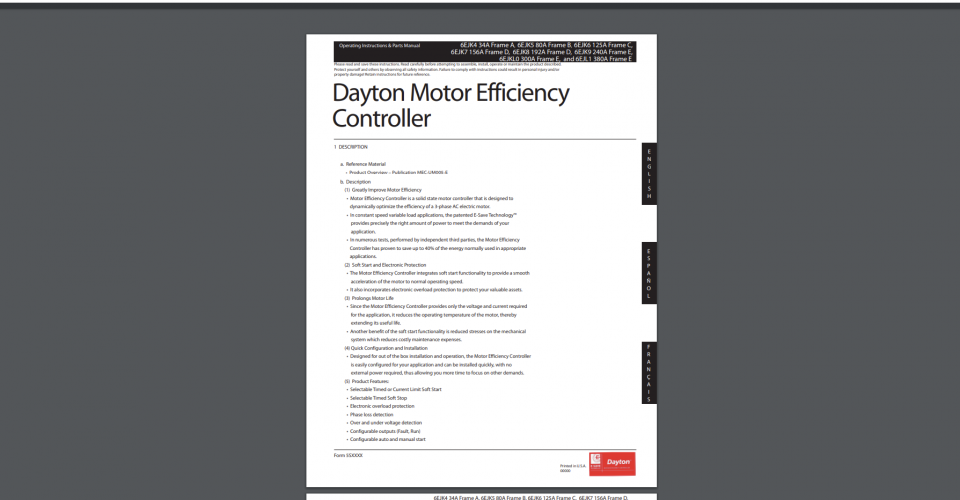 Operating Instructions & Parts Manual
6EJK4 34A Frame A, 6EJK5 80A Frame B, 6EJK6 125A Frame C,
6EJK7 156A Frame D, 6EJK8 192A Frame D, 6EJK9 240A Frame E,
6EJKL0 300A Frame E, and 6EJL1 380A Frame E
Please read and save these instructions. Read carefully before attempting to assemble, install, operate or maintain the product described.
Protect yourself and others by observing all safety information. Failure to comply with instructions could result in personal injury and/or
property damage! Retain instructions for future reference.
Dayton Motor Efficiency
Controller
1 DESCRIPTION
a. Reference Material
• Product Overview – Publication MEC-UM006-E
b. Description
(1) Greatly Improve Motor Efficiency
• Motor Efficiency Controller is a solid state motor controller that is designed to
dynamically optimize the efficiency of a 3-phase AC electric motor.
• In constant speed variable load applications, the patented E-Save Technology™
provides precisely the right amount of power to meet the demands of your
application.
• In numerous tests, performed by independent third parties, the Motor Efficiency
Controller has proven to save up to 40% of the energy normally used in appropriate
applications.
(2) Soft Start and Electronic Protection
• The Motor Efficiency Controller integrates soft start functionality to provide a smooth
acceleration of the motor to normal operating speed.
• It also incorporates electronic overload protection to protect your valuable assets.
(3) Prolongs Motor Life
• Since the Motor Efficiency Controller provides only the voltage and current required
for the application, it reduces the operating temperature of the motor, thereby
extending its useful life.
• Another benefit of the soft start functionality is reduced stresses on the mechanical
system which reduces costly maintenance expenses.
(4) Quick Configuration and Installation
• Designed for out of the box installation and operation, the Motor Efficiency Controller
is easily configured for your application and can be installed quickly, with no
external power required, thus allowing you more time to focus on other demands.
(5) Product Features:
• Selectable Timed or Current Limit Soft Start
• Selectable Timed Soft Stop
• Electronic overload protection
• Phase loss detection
• Over and under voltage detection
• Configurable outputs (Fault, Run)
• Configurable auto and manual start
ENGLISH
ESPAÑOL
FRANÇAIS
Form 5SXXXX
Printed in U.S.A.
00000
Dayton
6EJK4 34A Frame A, 6EJK5 80A Frame B, 6EJK6 125A Frame C, 6EJK7 156A Frame D,